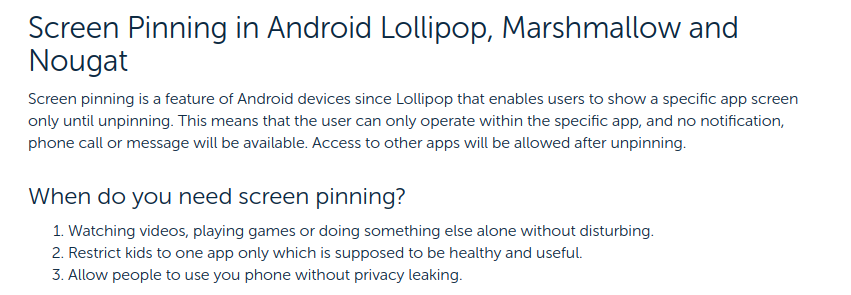 Screen Pinning in Android Lollipop, Marshmallow and
Nougat
Screen pinning is a feature of Android devices since Lollipop that enables users to show a specific app screen
only until unpinning. This means that the user can only operate within the specific app, and no notification,
phone call or message will be available. Access to other apps will be allowed after unpinning.
When do you need screen pinning?
1. Watching videos, playing games or doing something else alone without disturbing.
2. Restrict kids to one app only which is supposed to be healthy and useful.
3. Allow people to use you phone without privacy leaking.